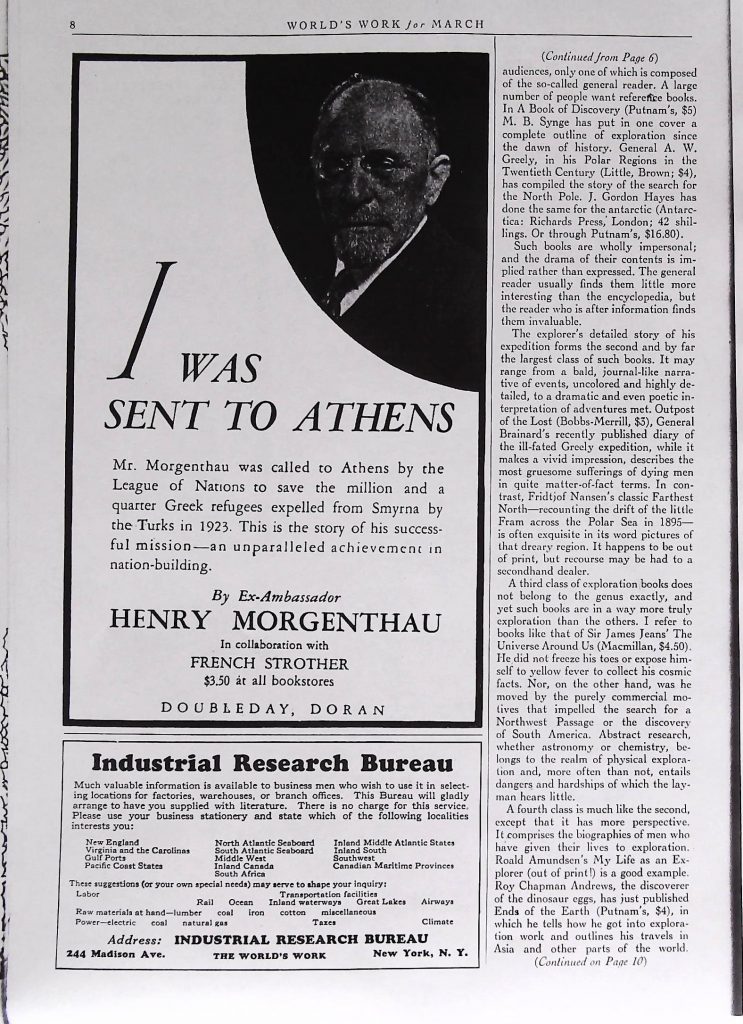 8
WORLD'S WORK for MARCH
I WAS
SENT TO ATHENS
Mr. Morgenthau was called to Athens by the
League of Nations to save the million and a
quarter Greek refugees expelled from Smyrna by
the Turks in 1923. This is the story of his success-
ful mission—an unparalleled achievement in
nation-building.
By Ex-Ambassador
HENRY MORGENTHAU
In collaboration with
FRENCH STROTHER
$3.50 at all bookstores
DOUBLEDAY, DORAN
Industrial Research Bureau
Much valuable information is available to business men who wish to use it in select-
ing locations for factories, warehouses, or branch offices. This Bureau will gladly
arrange to have you supplied with literature. There is no charge for this service.
Please use your business stationery and state which of the following localities
interests you:
New England North Atlantic Seaboard Inland Middle Atlantic States
Virginia and the Carolinas South Atlantic Seaboard Inland South
Gulf Ports Middle West Southwest
Pacific Coast States Inland Canada Canadian Maritime Provinces
South Africa
These suggestions (or your own special needs) may serve to shape your inquiry:
Labor Transportation facilities
Rail Ocean Inland waterways Great Lakes Airways
Raw materials at hand—lumber coal iron cotton miscellaneous
Power—electric coal natural gas Taxes Climate
Address: INDUSTRIAL RESEARCH BUREAU
244 Madison Ave. THE WORLD'S WORK New York, N. Y.
(Continued from Page 6)
audiences, only one of which is composed
of the so-called general reader. A large
number of people want reference books.
In A Book of Discovery (Putnam's, $5)
M. B. Synge has put in one cover a
complete outline of exploration since
the dawn of history. General A. W.
Greely, in his Polar Regions in the
Twentieth Century (Little, Brown; $4),
has compiled the story of the search for
the North Pole. J. Gordon Hayes has
done the same for the antarctic (Antarc-
tica: Richards Press, London; 42 shil-
lings. Or through Putnam's, $16.80).
Such books are wholly impersonal;
and the drama of their contents is im-
plied rather than expressed. The general
reader usually finds them little more
interesting than the encyclopedia, but
the reader who is after information finds
them invaluable.
The explorer's detailed story of his
expedition forms the second and by far
the largest class of such books. It may
range from a bald, journal-like narra-
tive of events, uncolored and highly de-
tailed, to a dramatic and even poetic in-
terpretation of adventures met. Outpost
of the Lost (Bobbs-Merrill, $3), General
Brainard's recently published diary of
the ill-fated Greely expedition, while it
makes a vivid impression, describes the
most gruesome sufferings of dying men
in quite matter-of-fact terms. In con-
trast, Fridtjof Nansen's classic Farthest
North—recounting the drift of the little
Fram across the Polar Sea in 1895—
is often exquisite in its word pictures of
that dreary region. It happens to be out
of print, but recourse may be had to a
secondhand dealer.
A third class of exploration books does
not belong to the genus exactly, and
yet such books are in a way more truly
exploration than the others. I refer to
books like that of Sir James Jeans' The
Universe Around Us (Macmillan, $4.50).
He did not freeze his toes or expose him-
self to yellow fever to collect his cosmic
facts. Nor, on the other hand, was he
moved by the purely commercial mo-
tives that impelled the search for a
Northwest Passage or the discovery
of South America. Abstract research,
whether astronomy or chemistry, be-
longs to the realm of physical explora-
tion and, more often than not, entails
dangers and hardships of which the lay-
man hears little.
A fourth class is much like the second,
except that it has more perspective.
It comprises the biographies of men who
have given their lives to exploration.
Roald Amundsen's My Life as an Ex-
plorer (out of print!) is a good example.
Roy Chapman Andrews, the discoverer
of the dinosaur eggs, has just published
Ends of the Earth (Putnam's, $4), in
which he tells how he got into explora-
tion work and outlines his travels in
Asia and other parts of the world.
(Continued on Page 10)